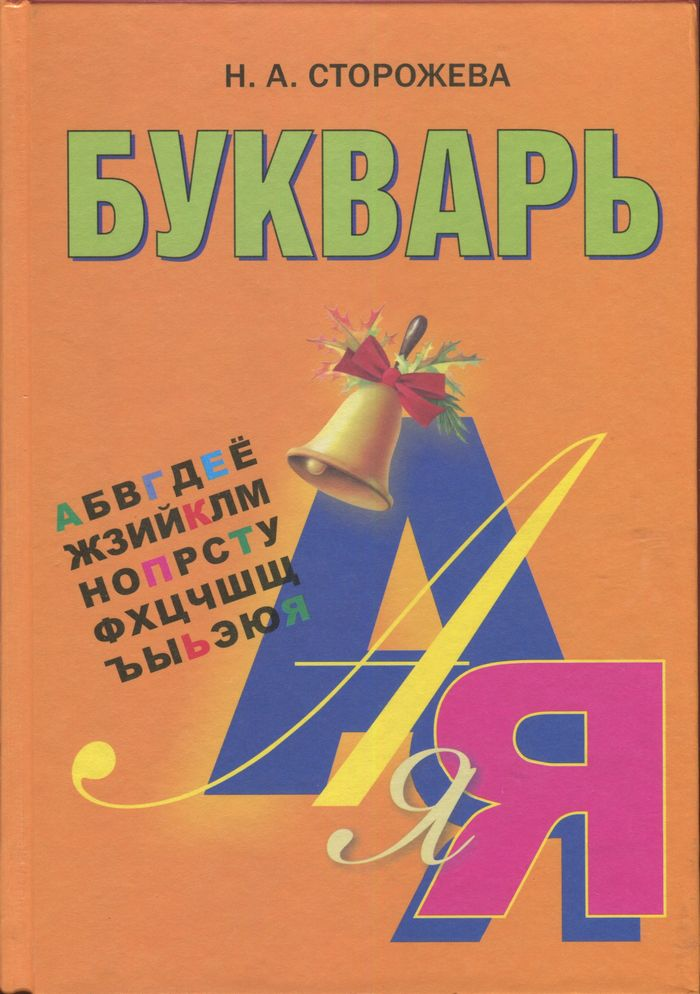 Н. А. СТОРОЖЕВА
БУКВАРЬ
АБВГДЕЁ
ЖЗИЙКЛМ
НОПРСТУ
ФХЦЧШЩ
ЪЫЬЭЮЯ
А
А
я
Я